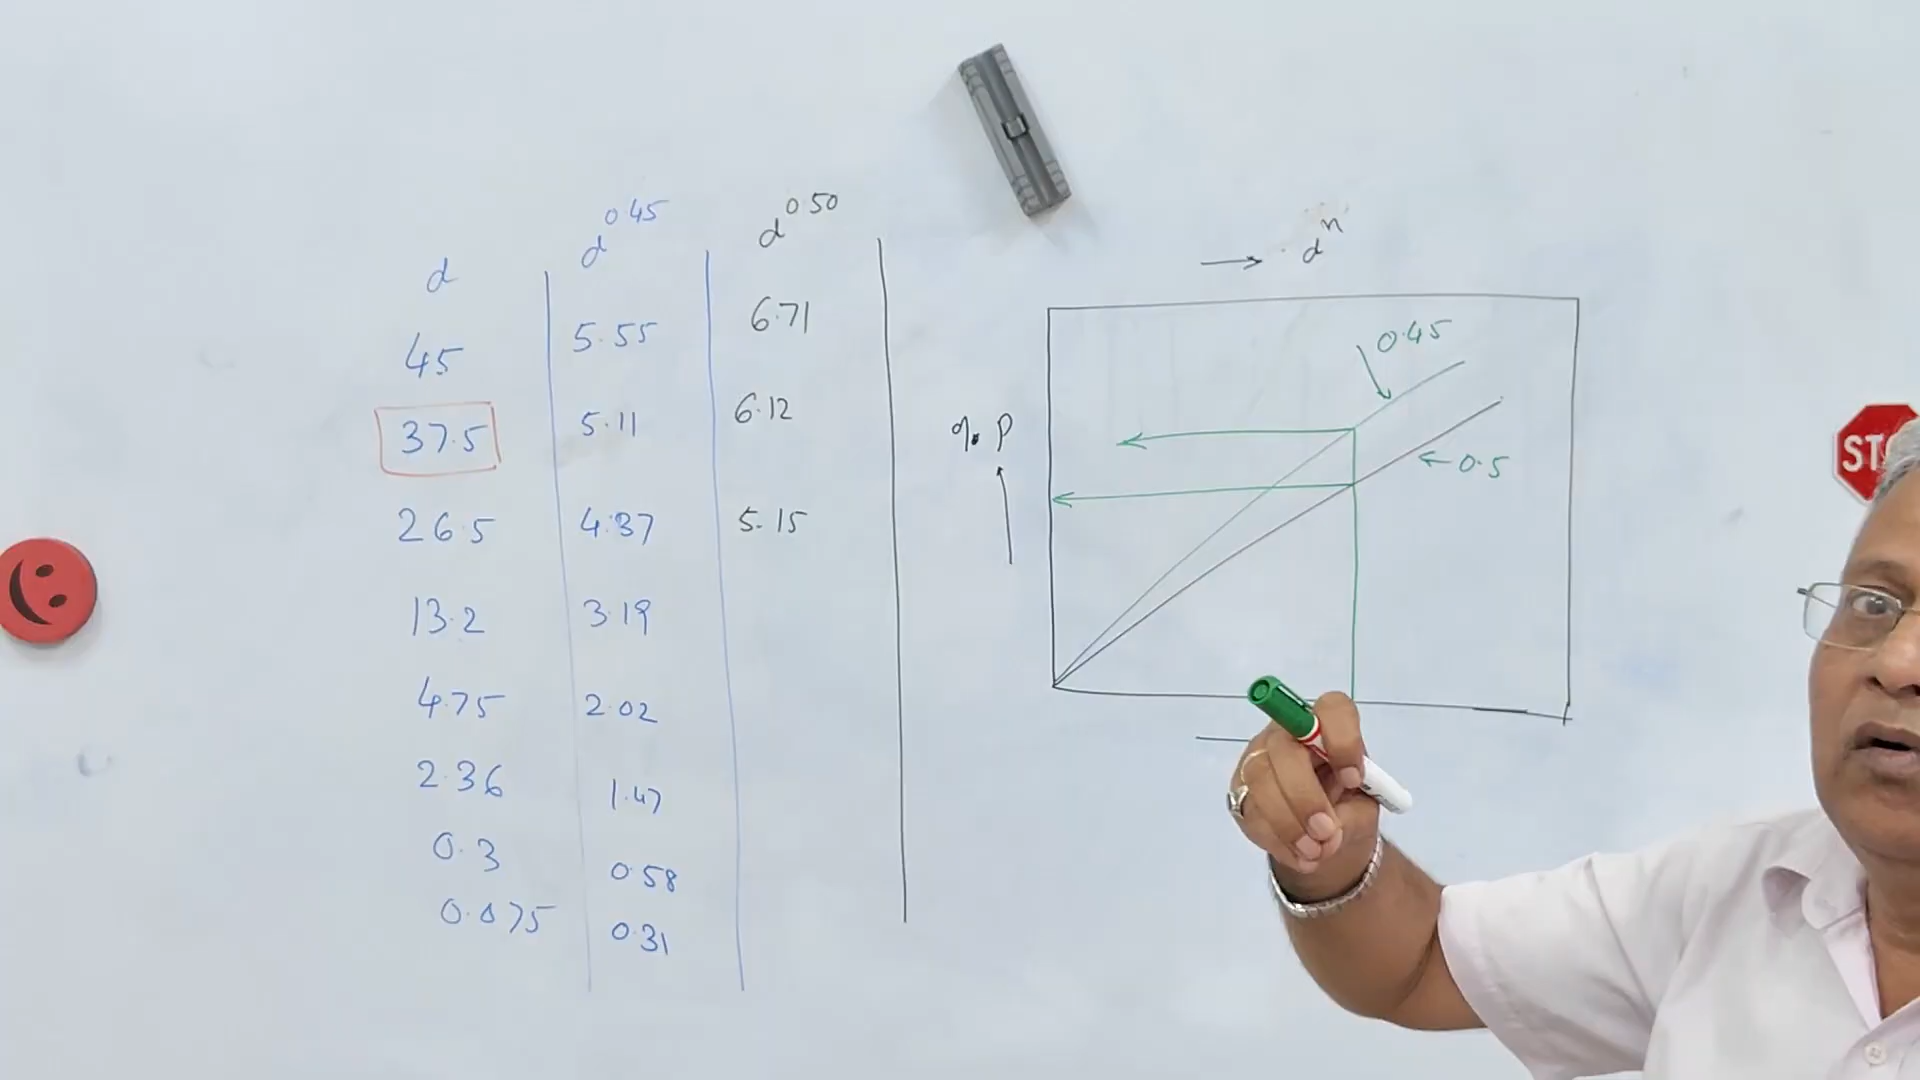 d d^0.45 d^0.50
45 5.55 6.71
37.5 5.11 6.12
26.5 4.37 5.15
13.2 3.19
4.75 2.02
2.36 1.47
0.3 0.58
0.075 0.31
→ d^n
0.45
% P
0.5
STO